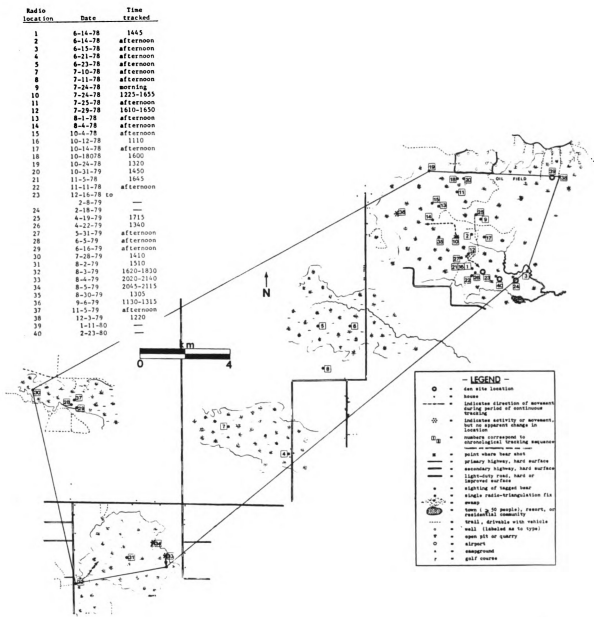 Radio location Date Time tracked
1 6-14-78 1445
2 6-14-78 afternoon
3 6-15-78 afternoon
4 6-21-78 afternoon
5 6-23-78 afternoon
7 7-10-78 afternoon
8 7-11-78 afternoon
9 7-24-78 morning
10 7-24-78 1225-1655
11 7-25-78 afternoon
12 7-29-78 1610-1650
13 8-1-78 afternoon
14 8-4-78 afternoon
15 10-4-78 afternoon
16 10-12-78 1110
17 10-14-78 afternoon
18 10-18078 1600
19 10-24-78 1320
20 10-31-79 1450
21 11-5-78 1645
22 11-11-78 afternoon
23 12-16-78 to
2-8-79 —
24 2-18-79 —
25 4-19-79 1715
26 4-22-79 1340
27 5-31-79 afternoon
28 6-5-79 afternoon
29 6-16-79 afternoon
30 7-28-79 1410
31 8-2-79 1510
32 8-3-79 1620-1830
33 8-4-79 2020-2140
34 8-5-79 2045-2115
35 8-30-79 1305
36 9-6-79 1130-1315
37 11-5-79 afternoon
38 12-3-79 1220
39 1-11-80 —
40 2-23-80 —
OIL FIELD
N
km
0 4
- LEGEND -
den site location
house
indicates direction of movement during period of continuous tracking
indicates activity or movement, but no apparent change in location
numbers correspond to chronological tracking sequence
point where bear shot
primary highway, hard surface
secondary highway, hard surface
light-duty road, hard or improved surface
sighting of tagged bear
single radio-triangulation fix
swamp
town (≥ 50 people), resort, or residential community
trail, drivable with vehicle
well (labeled as to type)
open pit or quarry
airport
campground
golf course